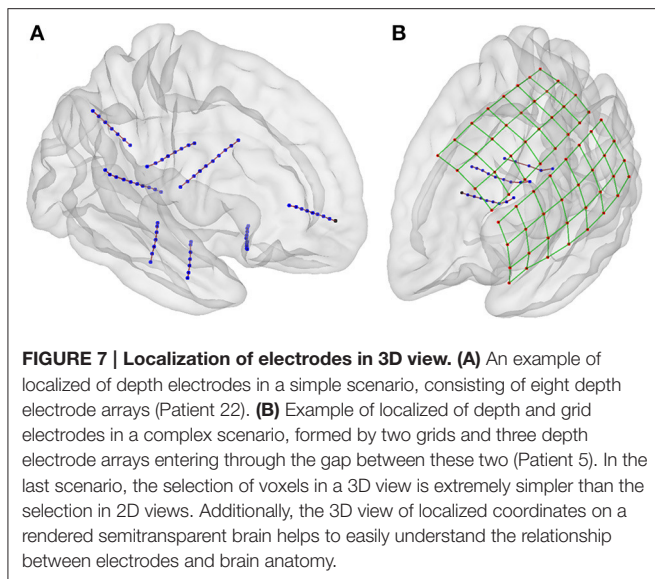 A
B
FIGURE 7 | Localization of electrodes in 3D view. (A) An example of
localized of depth electrodes in a simple scenario, consisting of eight depth
electrode arrays (Patient 22). (B) Example of localized of depth and grid
electrodes in a complex scenario, formed by two grids and three depth
electrode arrays entering through the gap between these two (Patient 5). In the
last scenario, the selection of voxels in a 3D view is extremely simpler than the
selection in 2D views. Additionally, the 3D view of localized coordinates on a
rendered semitransparent brain helps to easily understand the relationship
between electrodes and brain anatomy.